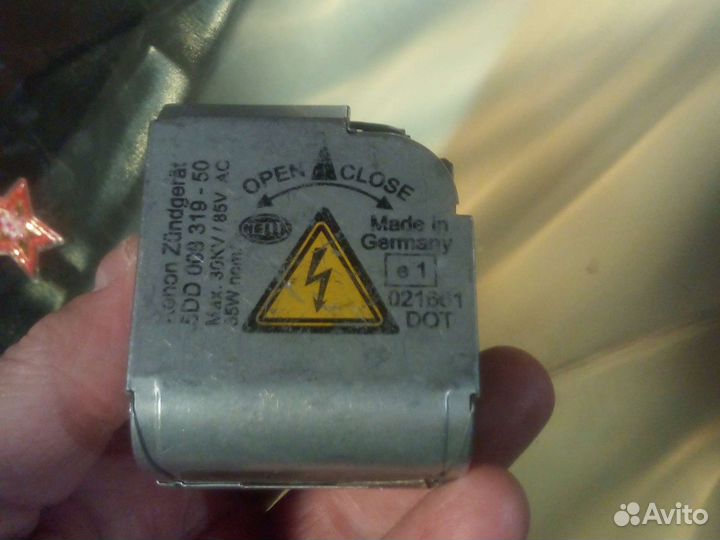 OPEN CLOSE
HELLA
Made in
Germany
e 1
021661
DOT
Xenon Zündgerät
5DD 008 319 - 50
Max. 30KV / 85V AC
35W nom.
Avito